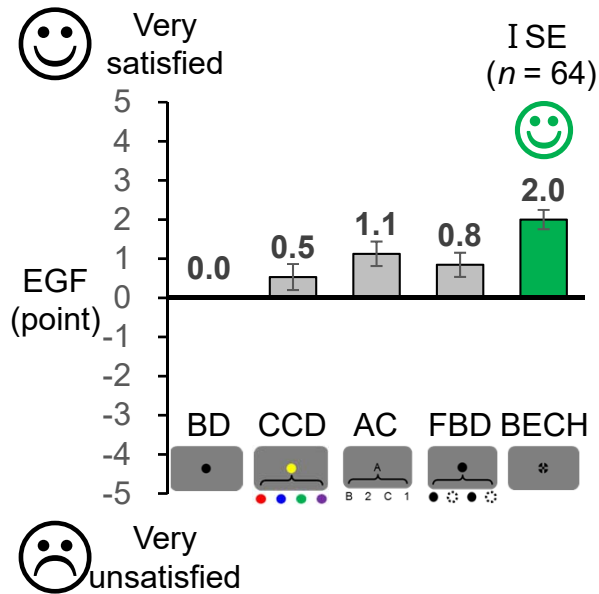 Very
satisfied
I SE
(n = 64)
5
4
3
2
1
0
-1
-2
-3
-4
-5
EGF
(point)
0.0
0.5
1.1
0.8
2.0
BD CCD AC FBD BECH
A
B 2 C 1
Very
unsatisfied